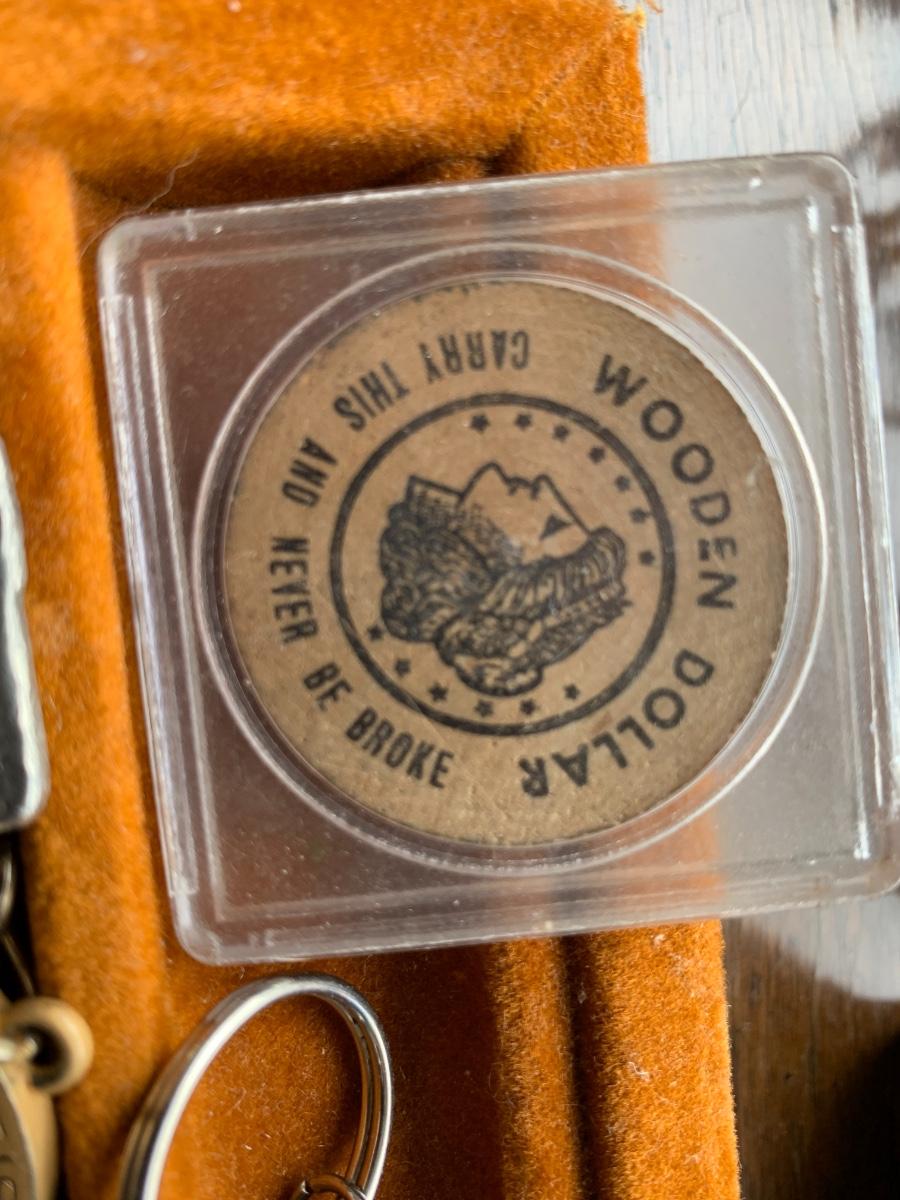 WOODEN DOLLAR
CARRY THIS AND NEVER BE BROKE